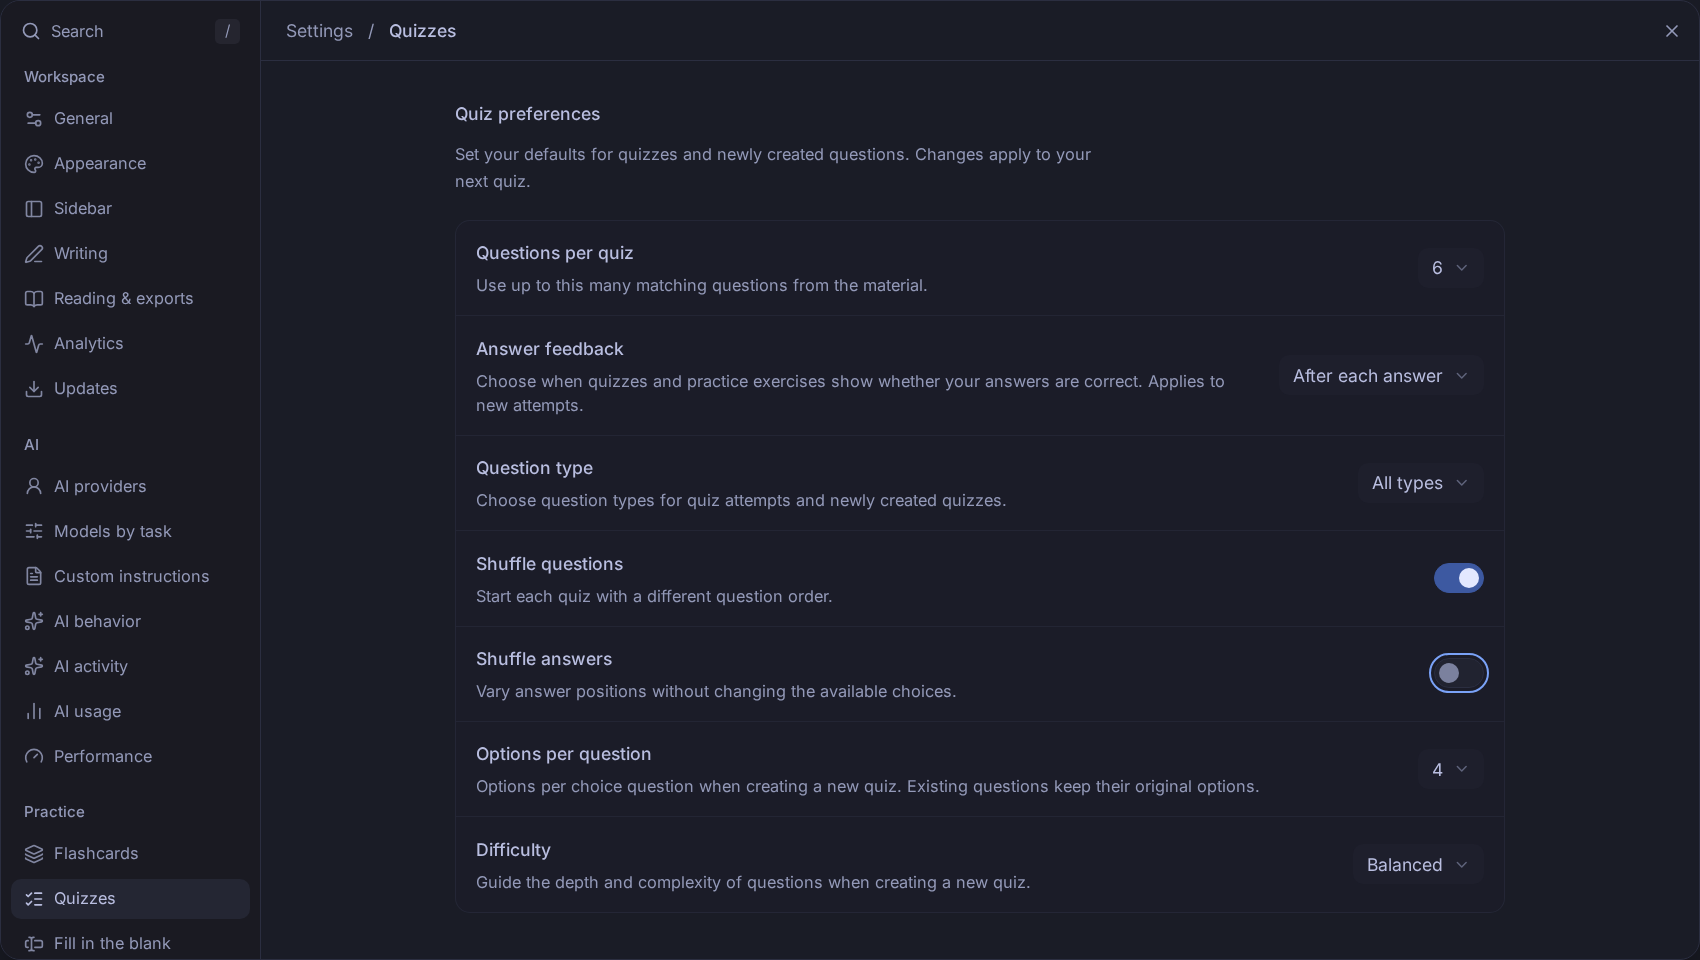 Search
/
Workspace
General
Appearance
Sidebar
Writing
Reading & exports
Analytics
Updates
AI
AI providers
Models by task
Custom instructions
AI behavior
AI activity
AI usage
Performance
Practice
Flashcards
Quizzes
Fill in the blank
Settings / Quizzes
Quiz preferences
Set your defaults for quizzes and newly created questions. Changes apply to your
next quiz.
Questions per quiz
Use up to this many matching questions from the material.
6
Answer feedback
Choose when quizzes and practice exercises show whether your answers are correct. Applies to
new attempts.
After each answer
Question type
Choose question types for quiz attempts and newly created quizzes.
All types
Shuffle questions
Start each quiz with a different question order.
Shuffle answers
Vary answer positions without changing the available choices.
Options per question
Options per choice question when creating a new quiz. Existing questions keep their original options.
4
Difficulty
Guide the depth and complexity of questions when creating a new quiz.
Balanced